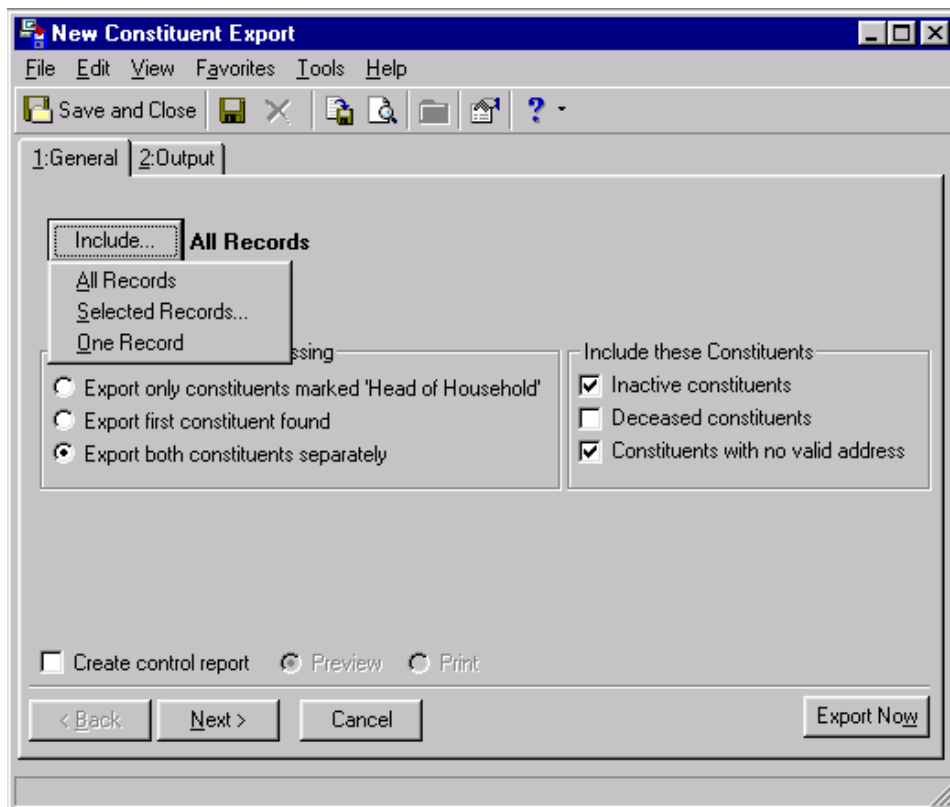 New Constituent Export
File Edit View Favorites Tools Help
Save and Close ?
1:General 2:Output
Include... All Records
All Records
Selected Records...
One Record
ssing
Export only constituents marked 'Head of Household'
Export first constituent found
Export both constituents separately
Include these Constituents
Inactive constituents
Deceased constituents
Constituents with no valid address
Create control report Preview Print
< Back Next > Cancel Export Now